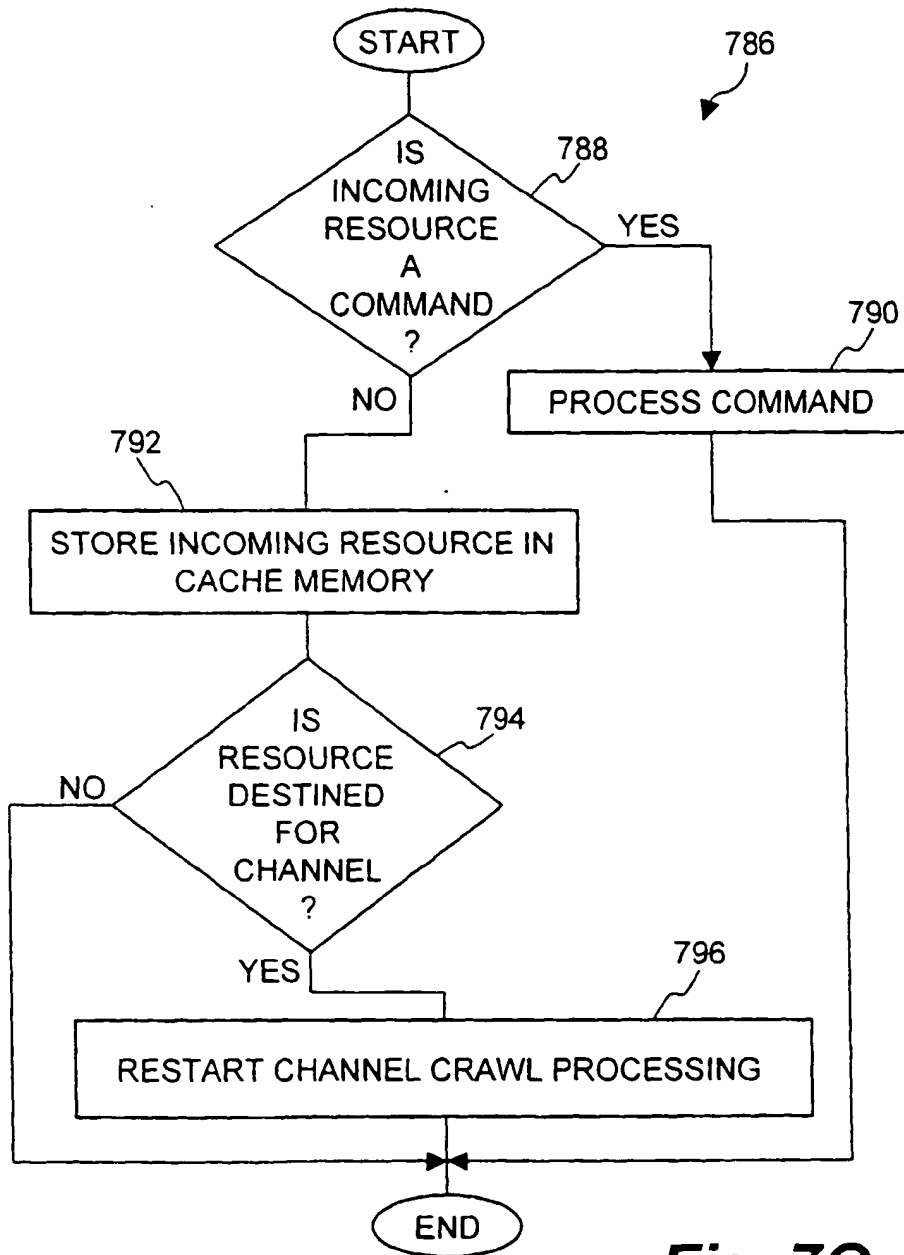 START
786
IS
INCOMING
RESOURCE
A
COMMAND
?
788
YES
NO
790
PROCESS COMMAND
792
STORE INCOMING RESOURCE IN
CACHE MEMORY
IS
RESOURCE
DESTINED
FOR
CHANNEL
?
794
NO
YES
796
RESTART CHANNEL CRAWL PROCESSING
END